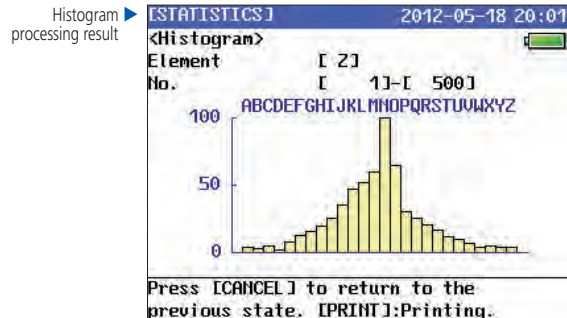 Histogram ▶
processing result
[STATISTICS] 2012-05-18 20:01
<Histogram>
Element [ Z]
No. [ 1]-[ 500]
ABCDEFGHIJKLMNOPQRSTUVWXYZ
100
50
0
Press [CANCEL] to return to the
previous state. [PRINT]:Printing.